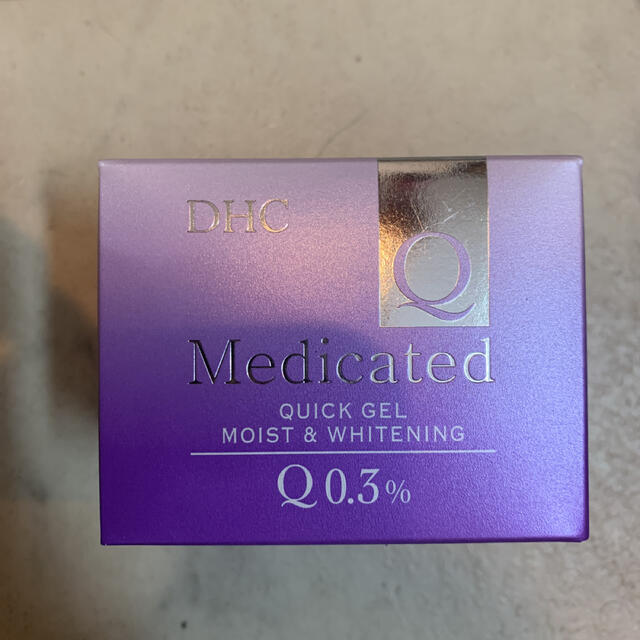 DHC
Q
Medicated
QUICK GEL
MOIST & WHITENING
Q 0.3%